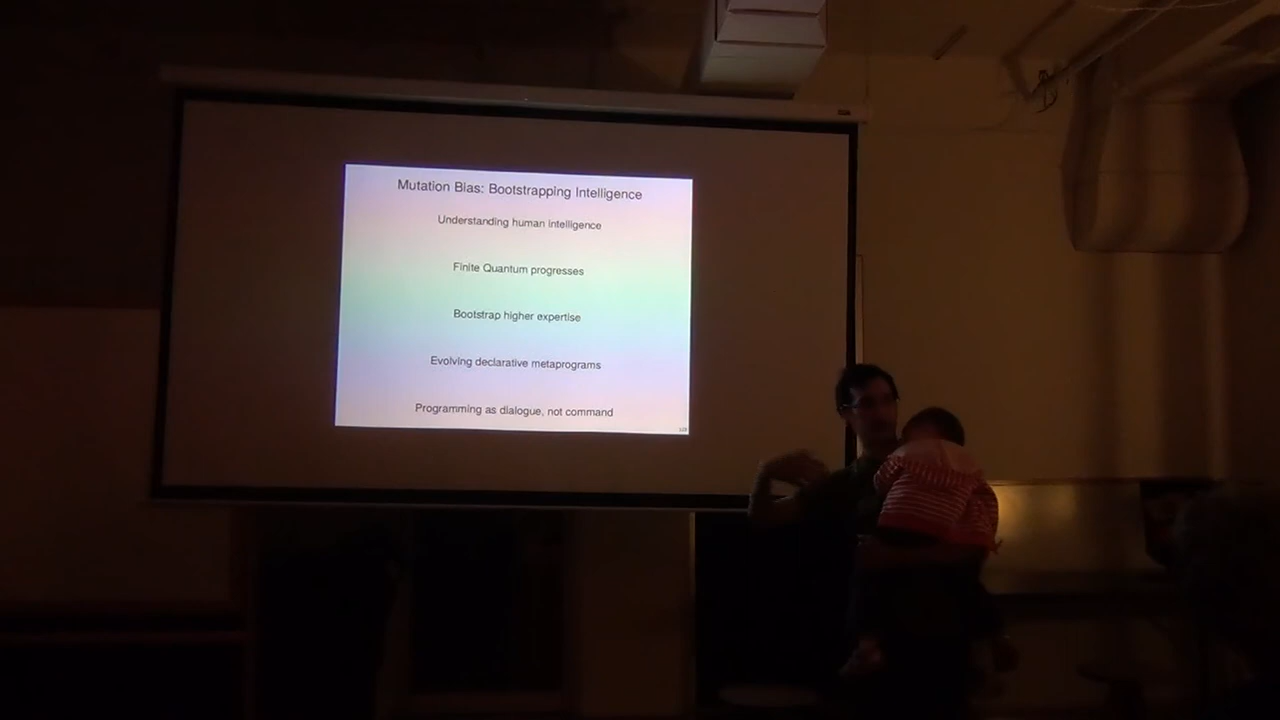 Mutation Bias: Bootstrapping Intelligence
Understanding human intelligence
Finite Quantum progresses
Bootstrap higher expertise
Evolving declarative metaprograms
Programming as dialogue, not command